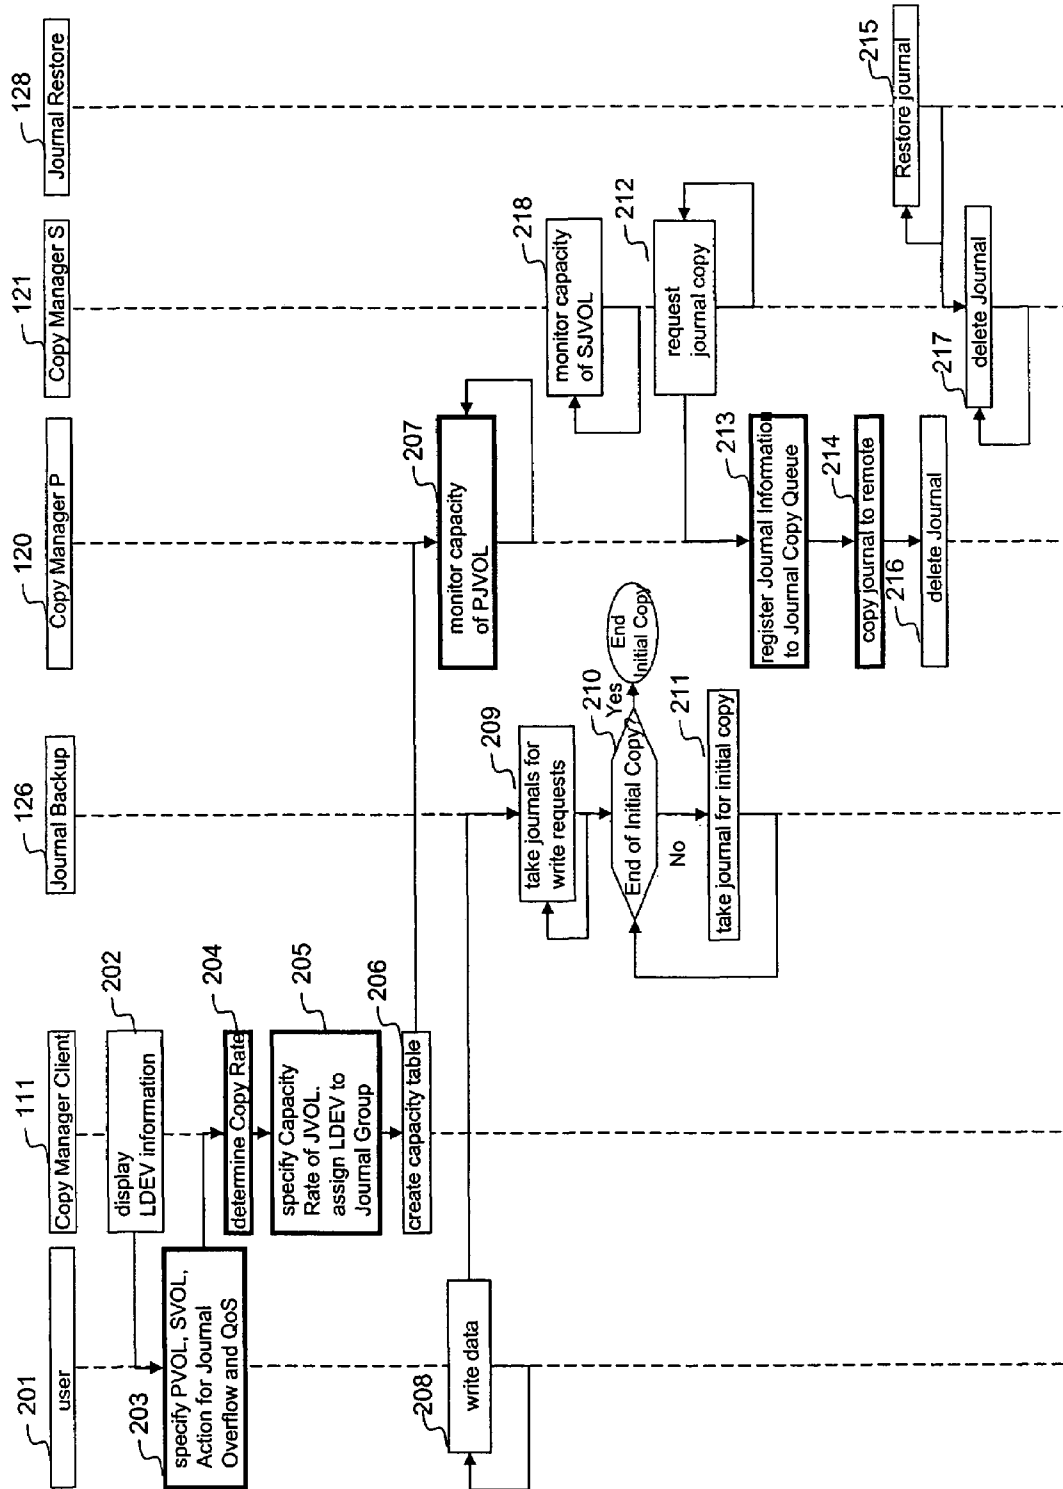 201
user
111
Copy Manager Client
126
Journal Backup
120
Copy Manager P
121
Copy Manager S
128
Journal Restore
202
display
LDEV information
203
specify PVOL, SVOL,
Action for Journal
Overflow and QoS
204
determine Copy Rate
205
specify Capacity
Rate of JVOL.
assign LDEV to
Journal Group
206
create capacity table
207
monitor capacity
of PJVOL
208
write data
209
take journals for
write requests
218
monitor capacity
of SJVOL
210
End of Initial Copy?
Yes
End
Initial Copy
No
211
take journal for initial copy
212
request
journal copy
213
register Journal Information
to Journal Copy Queue
214
copy journal to remote
216
delete Journal
215
Restore journal
217
delete Journal